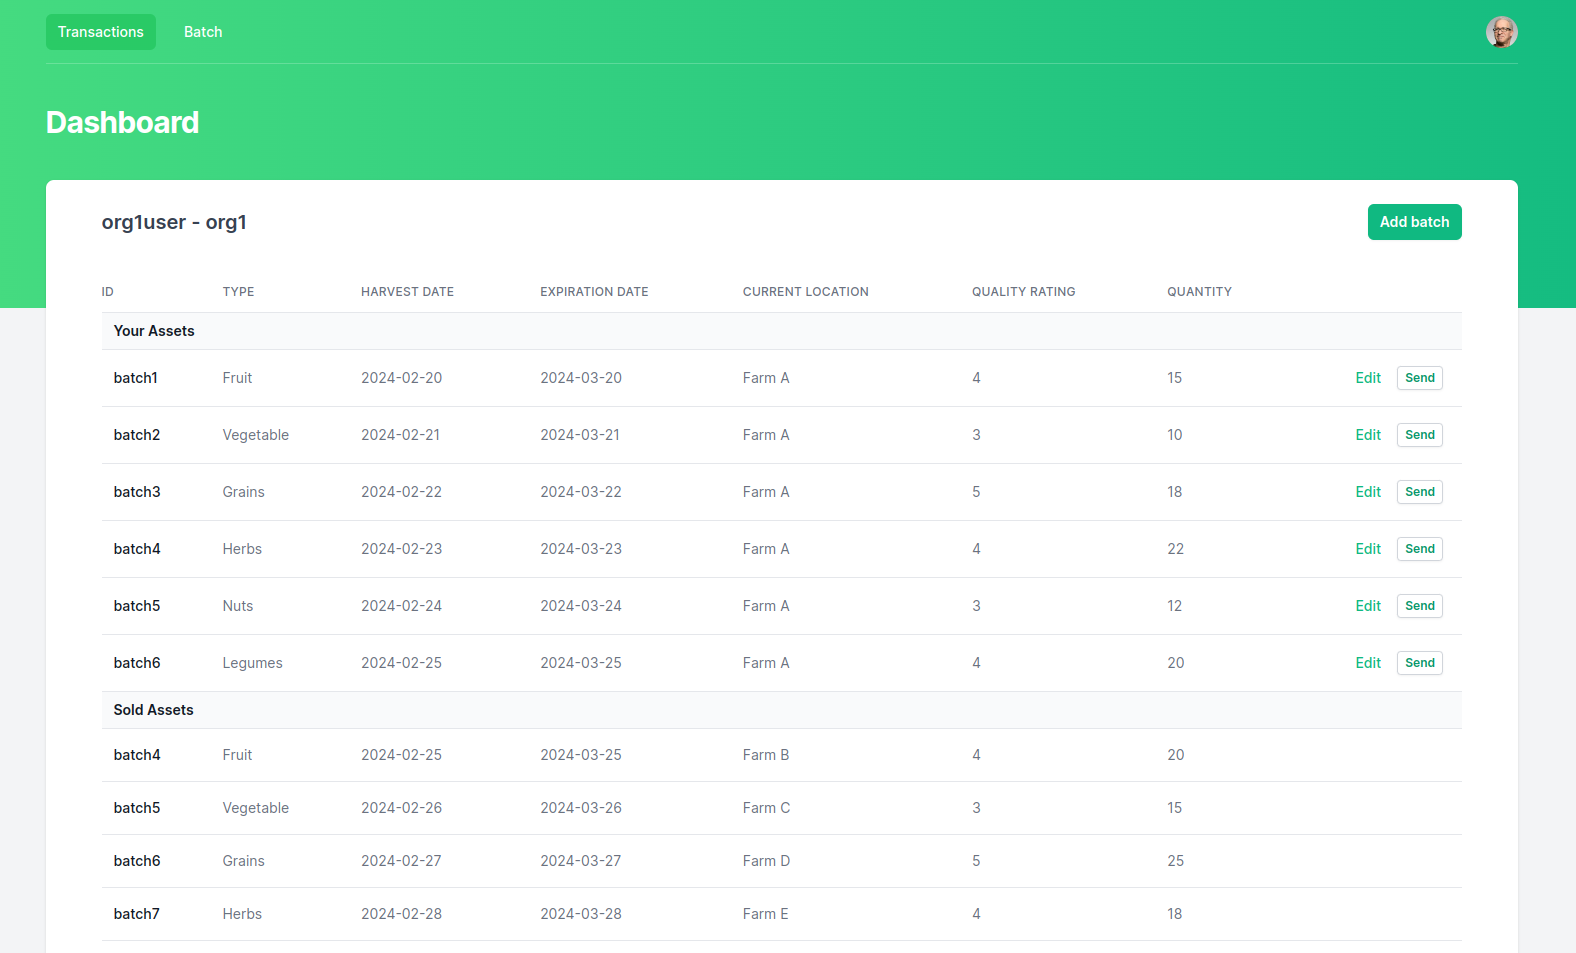 Transactions Batch
Dashboard
org1user - org1 Add batch
ID TYPE HARVEST DATE EXPIRATION DATE CURRENT LOCATION QUALITY RATING QUANTITY
Your Assets
batch1 Fruit 2024-02-20 2024-03-20 Farm A 4 15 Edit Send
batch2 Vegetable 2024-02-21 2024-03-21 Farm A 3 10 Edit Send
batch3 Grains 2024-02-22 2024-03-22 Farm A 5 18 Edit Send
batch4 Herbs 2024-02-23 2024-03-23 Farm A 4 22 Edit Send
batch5 Nuts 2024-02-24 2024-03-24 Farm A 3 12 Edit Send
batch6 Legumes 2024-02-25 2024-03-25 Farm A 4 20 Edit Send
Sold Assets
batch4 Fruit 2024-02-25 2024-03-25 Farm B 4 20
batch5 Vegetable 2024-02-26 2024-03-26 Farm C 3 15
batch6 Grains 2024-02-27 2024-03-27 Farm D 5 25
batch7 Herbs 2024-02-28 2024-03-28 Farm E 4 18